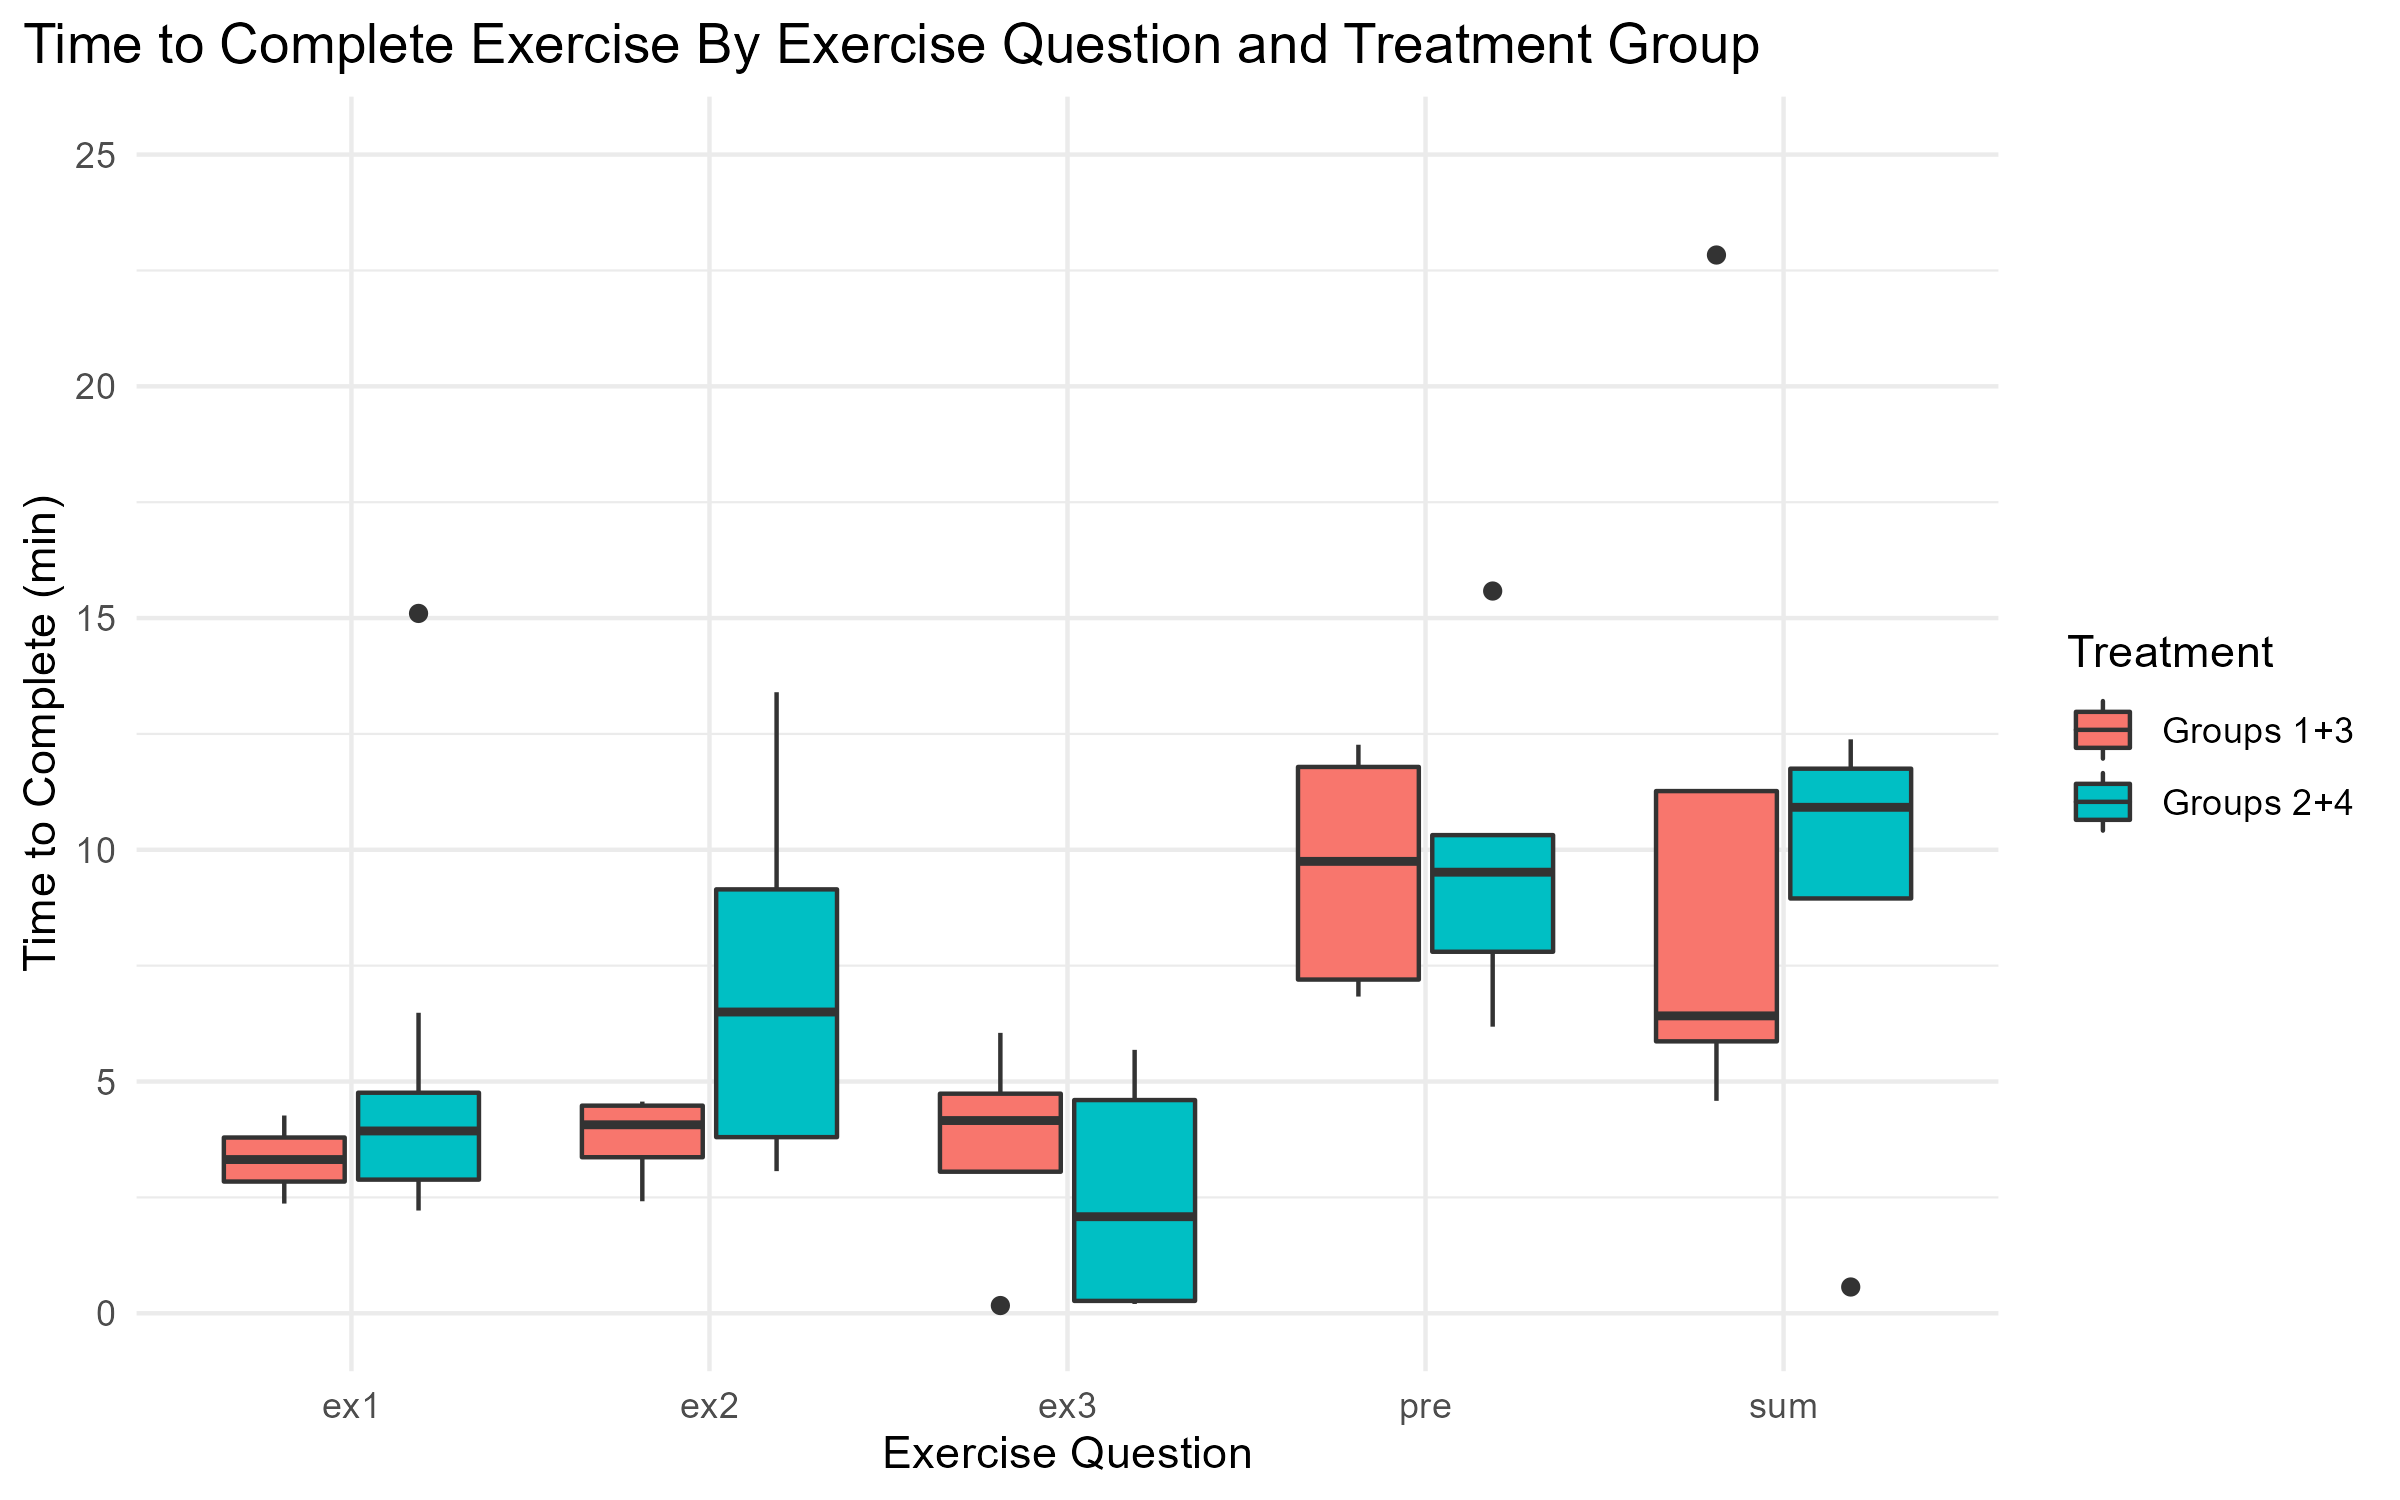 Time to Complete Exercise By Exercise Question and Treatment Group
Time to Complete (min)
25
20
15
10
5
0
ex1
ex2
ex3
pre
sum
Exercise Question
Treatment
Groups 1+3
Groups 2+4